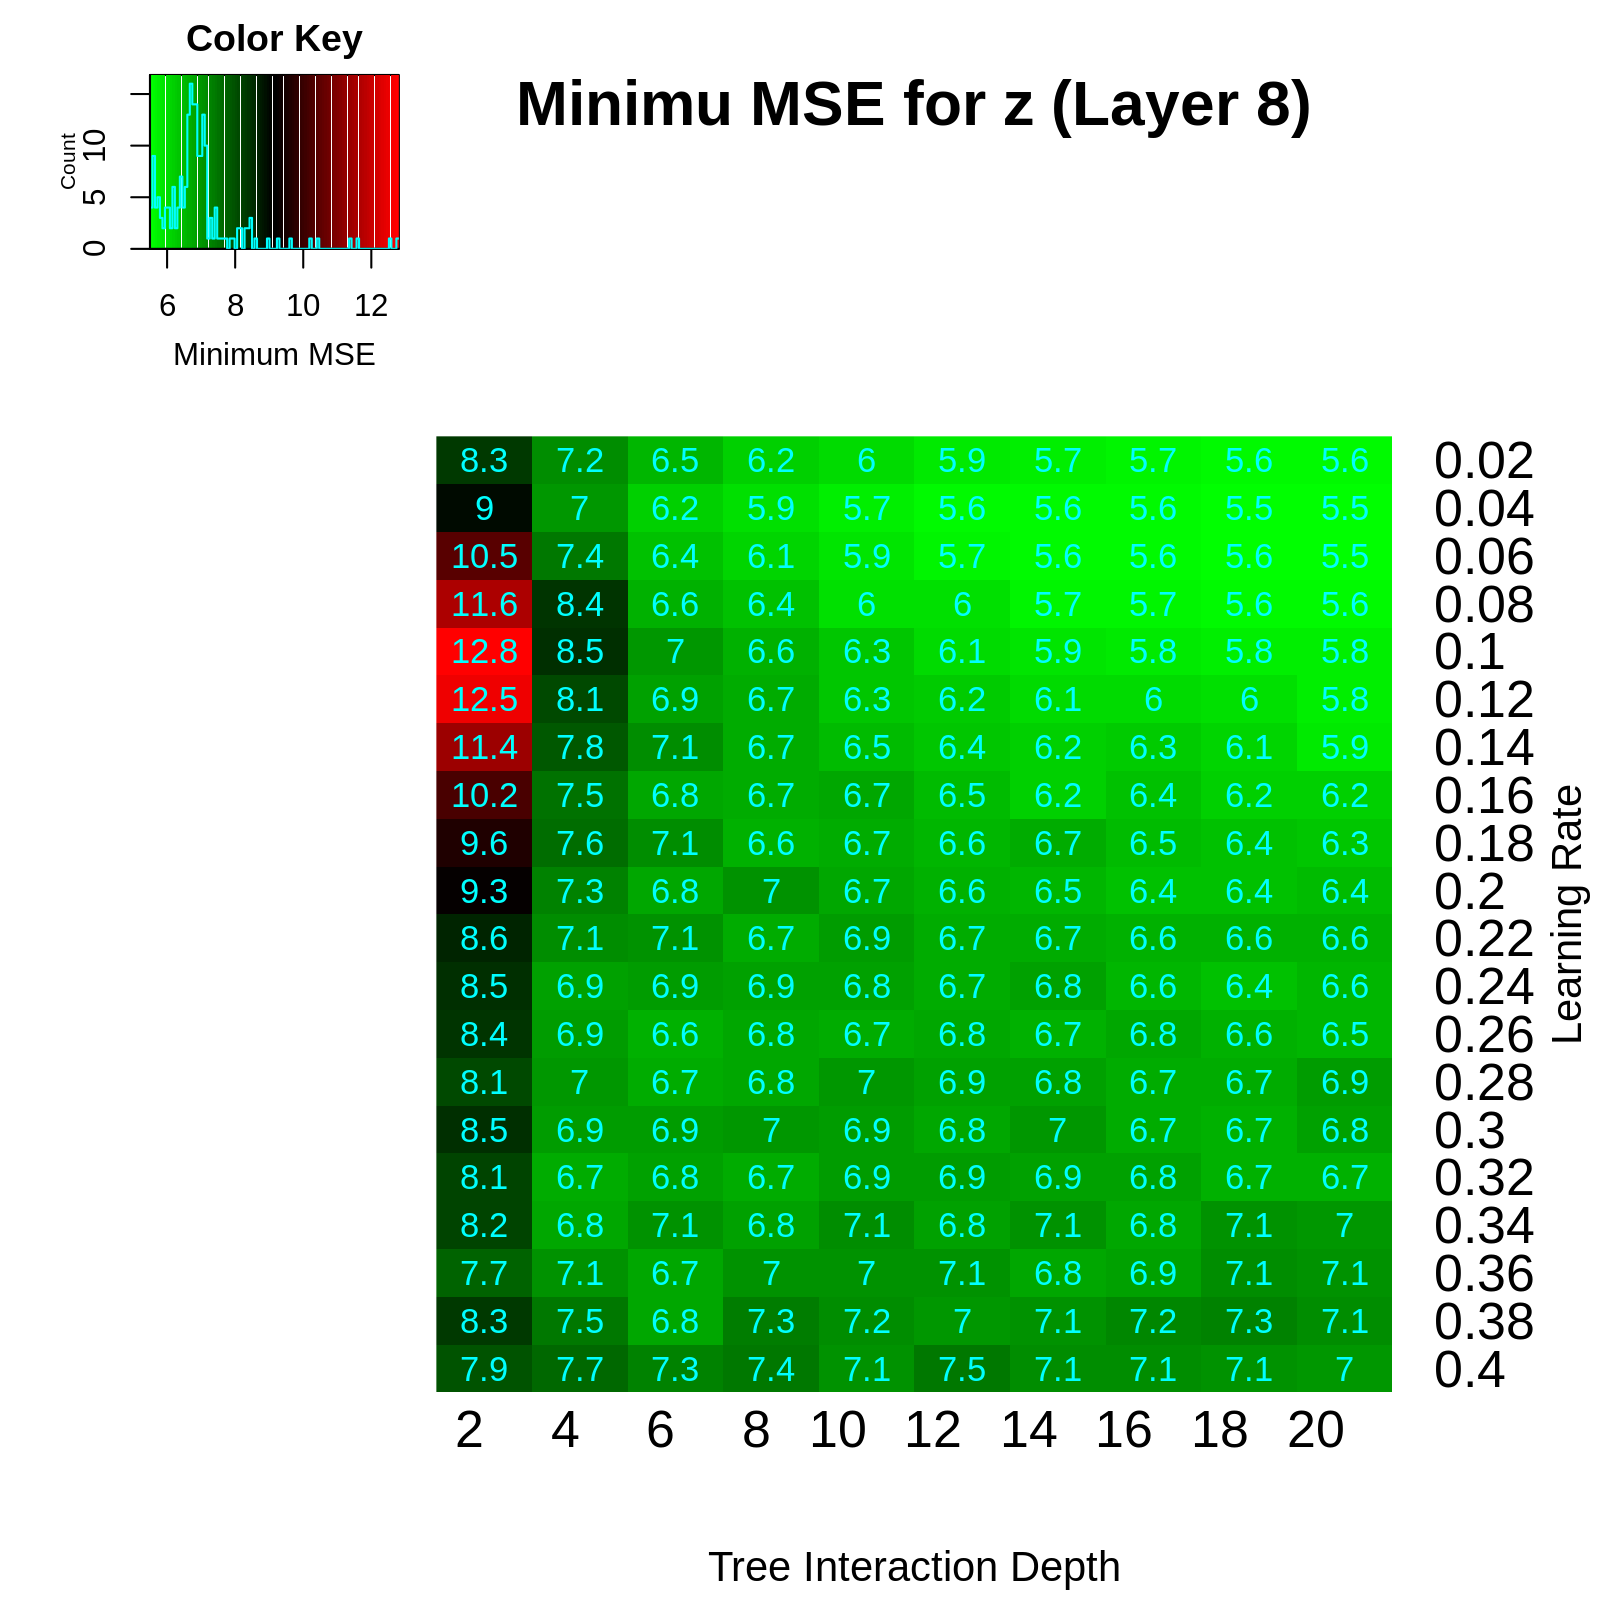 Color Key
Minimu MSE for z (Layer 8)
Count
0 5 10
6 8 10 12
Minimum MSE
8.3 7.2 6.5 6.2 6 5.9 5.7 5.7 5.6 5.6 0.02
9 7 6.2 5.9 5.7 5.6 5.6 5.6 5.5 5.5 0.04
10.5 7.4 6.4 6.1 5.9 5.7 5.6 5.6 5.6 5.5 0.06
11.6 8.4 6.6 6.4 6 6 5.7 5.7 5.6 5.6 0.08
12.8 8.5 7 6.6 6.3 6.1 5.9 5.8 5.8 5.8 0.1
12.5 8.1 6.9 6.7 6.3 6.2 6.1 6 6 5.8 0.12
11.4 7.8 7.1 6.7 6.5 6.4 6.2 6.3 6.1 5.9 0.14
10.2 7.5 6.8 6.7 6.7 6.5 6.2 6.4 6.2 6.2 0.16
9.6 7.6 7.1 6.6 6.7 6.6 6.7 6.5 6.4 6.3 0.18
9.3 7.3 6.8 7 6.7 6.6 6.5 6.4 6.4 6.4 0.2
8.6 7.1 7.1 6.7 6.9 6.7 6.7 6.6 6.6 6.6 0.22
8.5 6.9 6.9 6.9 6.8 6.7 6.8 6.6 6.4 6.6 0.24
8.4 6.9 6.6 6.8 6.7 6.8 6.7 6.8 6.6 6.5 0.26
8.1 7 6.7 6.8 7 6.9 6.8 6.7 6.7 6.9 0.28
8.5 6.9 6.9 7 6.9 6.8 7 6.7 6.7 6.8 0.3
8.1 6.7 6.8 6.7 6.9 6.9 6.9 6.8 6.7 6.7 0.32
8.2 6.8 7.1 6.8 7.1 6.8 7.1 6.8 7.1 7 0.34
7.7 7.1 6.7 7 7 7.1 6.8 6.9 7.1 7.1 0.36
8.3 7.5 6.8 7.3 7.2 7 7.1 7.2 7.3 7.1 0.38
7.9 7.7 7.3 7.4 7.1 7.5 7.1 7.1 7.1 7 0.4
Learning Rate
2 4 6 8 10 12 14 16 18 20
Tree Interaction Depth